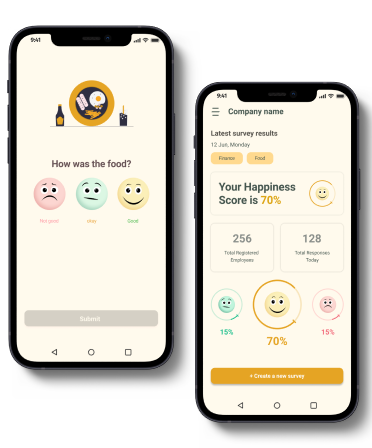 9:41
How was the food?
Not good
okay
Good
Submit
9:41
Company name
Latest survey results
12 Jun, Monday
Finance
Food
Your Happiness
Score is 70%
256
Total Registered
Employees
128
Total Responses
Today
15%
70%
15%
+ Create a new survey